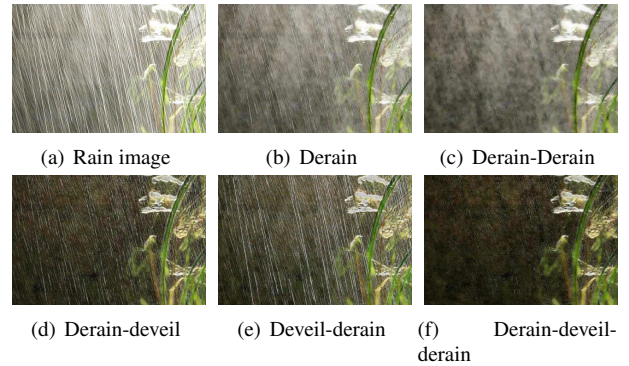 (a) Rain image
(b) Derain
(c) Derain-Derain
(d) Derain-deveil
(e) Deveil-derain
(f) Derain-deveil-
derain